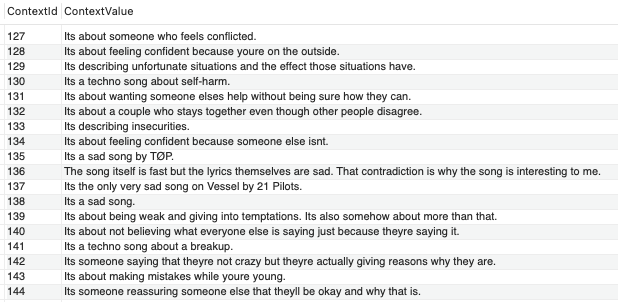 ContextId ContextValue
127 Its about someone who feels conflicted.
128 Its about feeling confident because youre on the outside.
129 Its describing unfortunate situations and the effect those situations have.
130 Its a techno song about self-harm.
131 Its about wanting someone elses help without being sure how they can.
132 Its about a couple who stays together even though other people disagree.
133 Its describing insecurities.
134 Its about feeling confident because someone else isnt.
135 Its a sad song by TØP.
136 The song itself is fast but the lyrics themselves are sad. That contradiction is why the song is interesting to me.
137 Its the only very sad song on Vessel by 21 Pilots.
138 Its a sad song.
139 Its about being weak and giving into temptations. Its also somehow about more than that.
140 Its about not believing what everyone else is saying just because theyre saying it.
141 Its a techno song about a breakup.
142 Its someone saying that theyre not crazy but theyre actually giving reasons why they are.
143 Its about making mistakes while youre young.
144 Its someone reassuring someone else that theyll be okay and why that is.